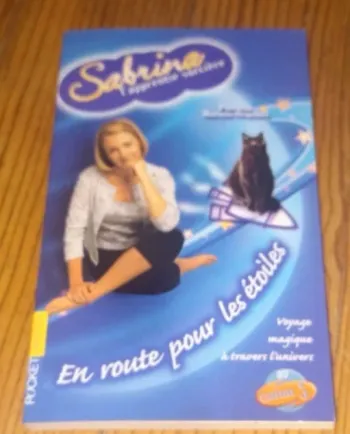 Sabrina
l'apprentie sorcière
En route pour les étoiles
Voyage
magique
à travers l'univers
POCKET